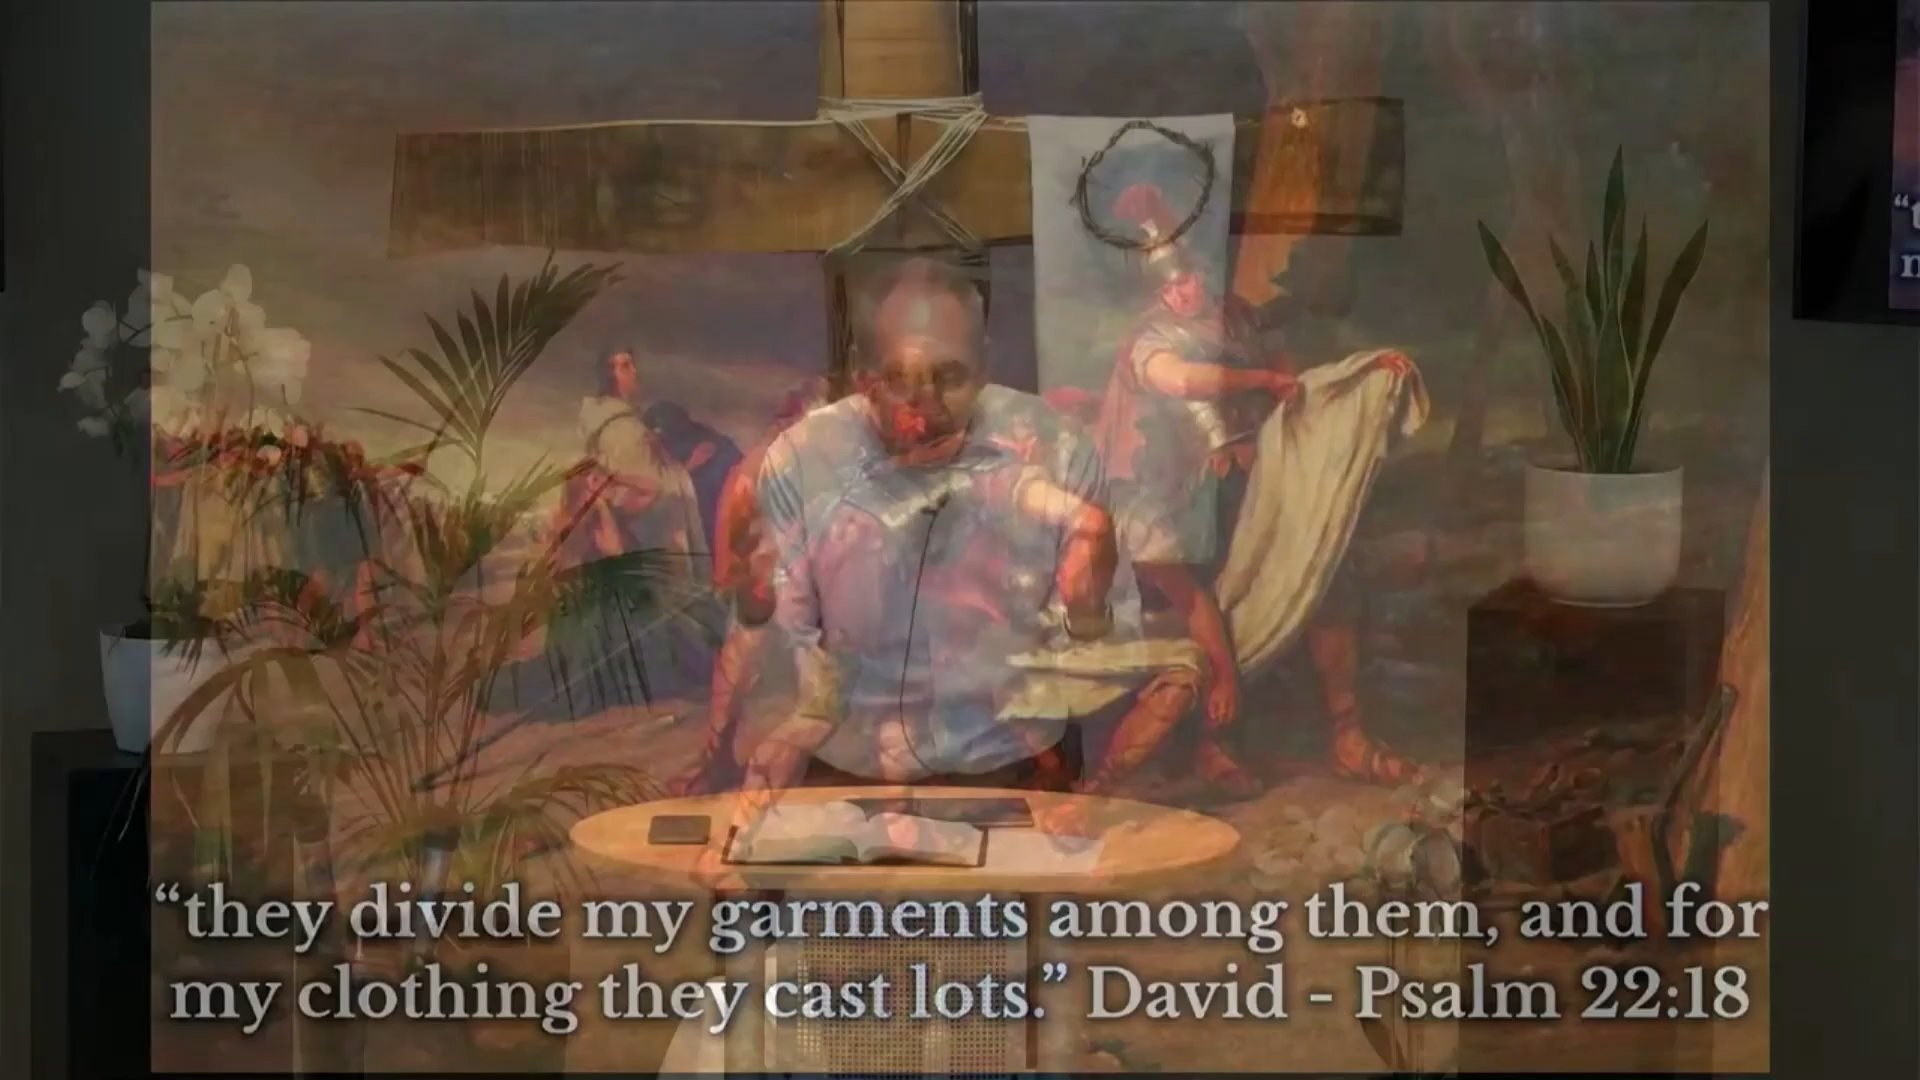 “they divide my garments among them, and for
my clothing they cast lots.” David - Psalm 22:18